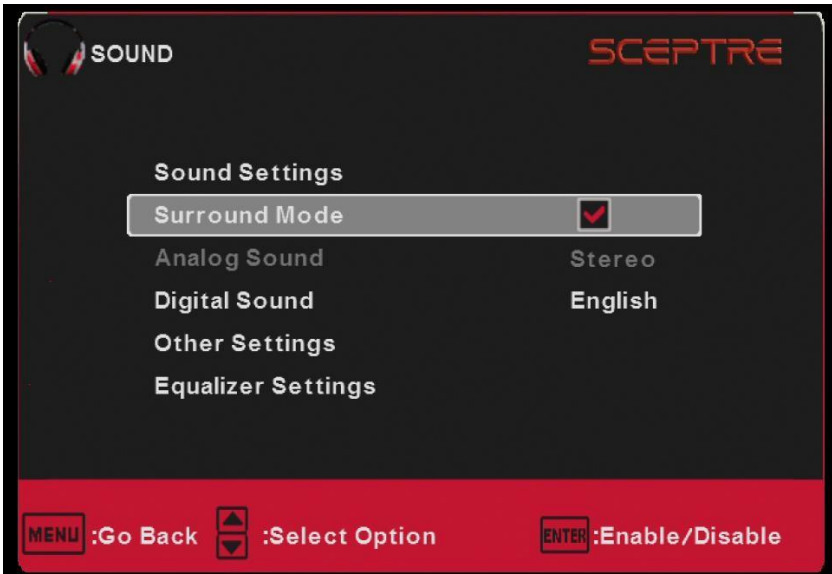 SOUND SCEPTRE
Sound Settings
Surround Mode
Analog Sound Stereo
Digital Sound English
Other Settings
Equalizer Settings
MENU :Go Back :Select Option ENTER :Enable/Disable